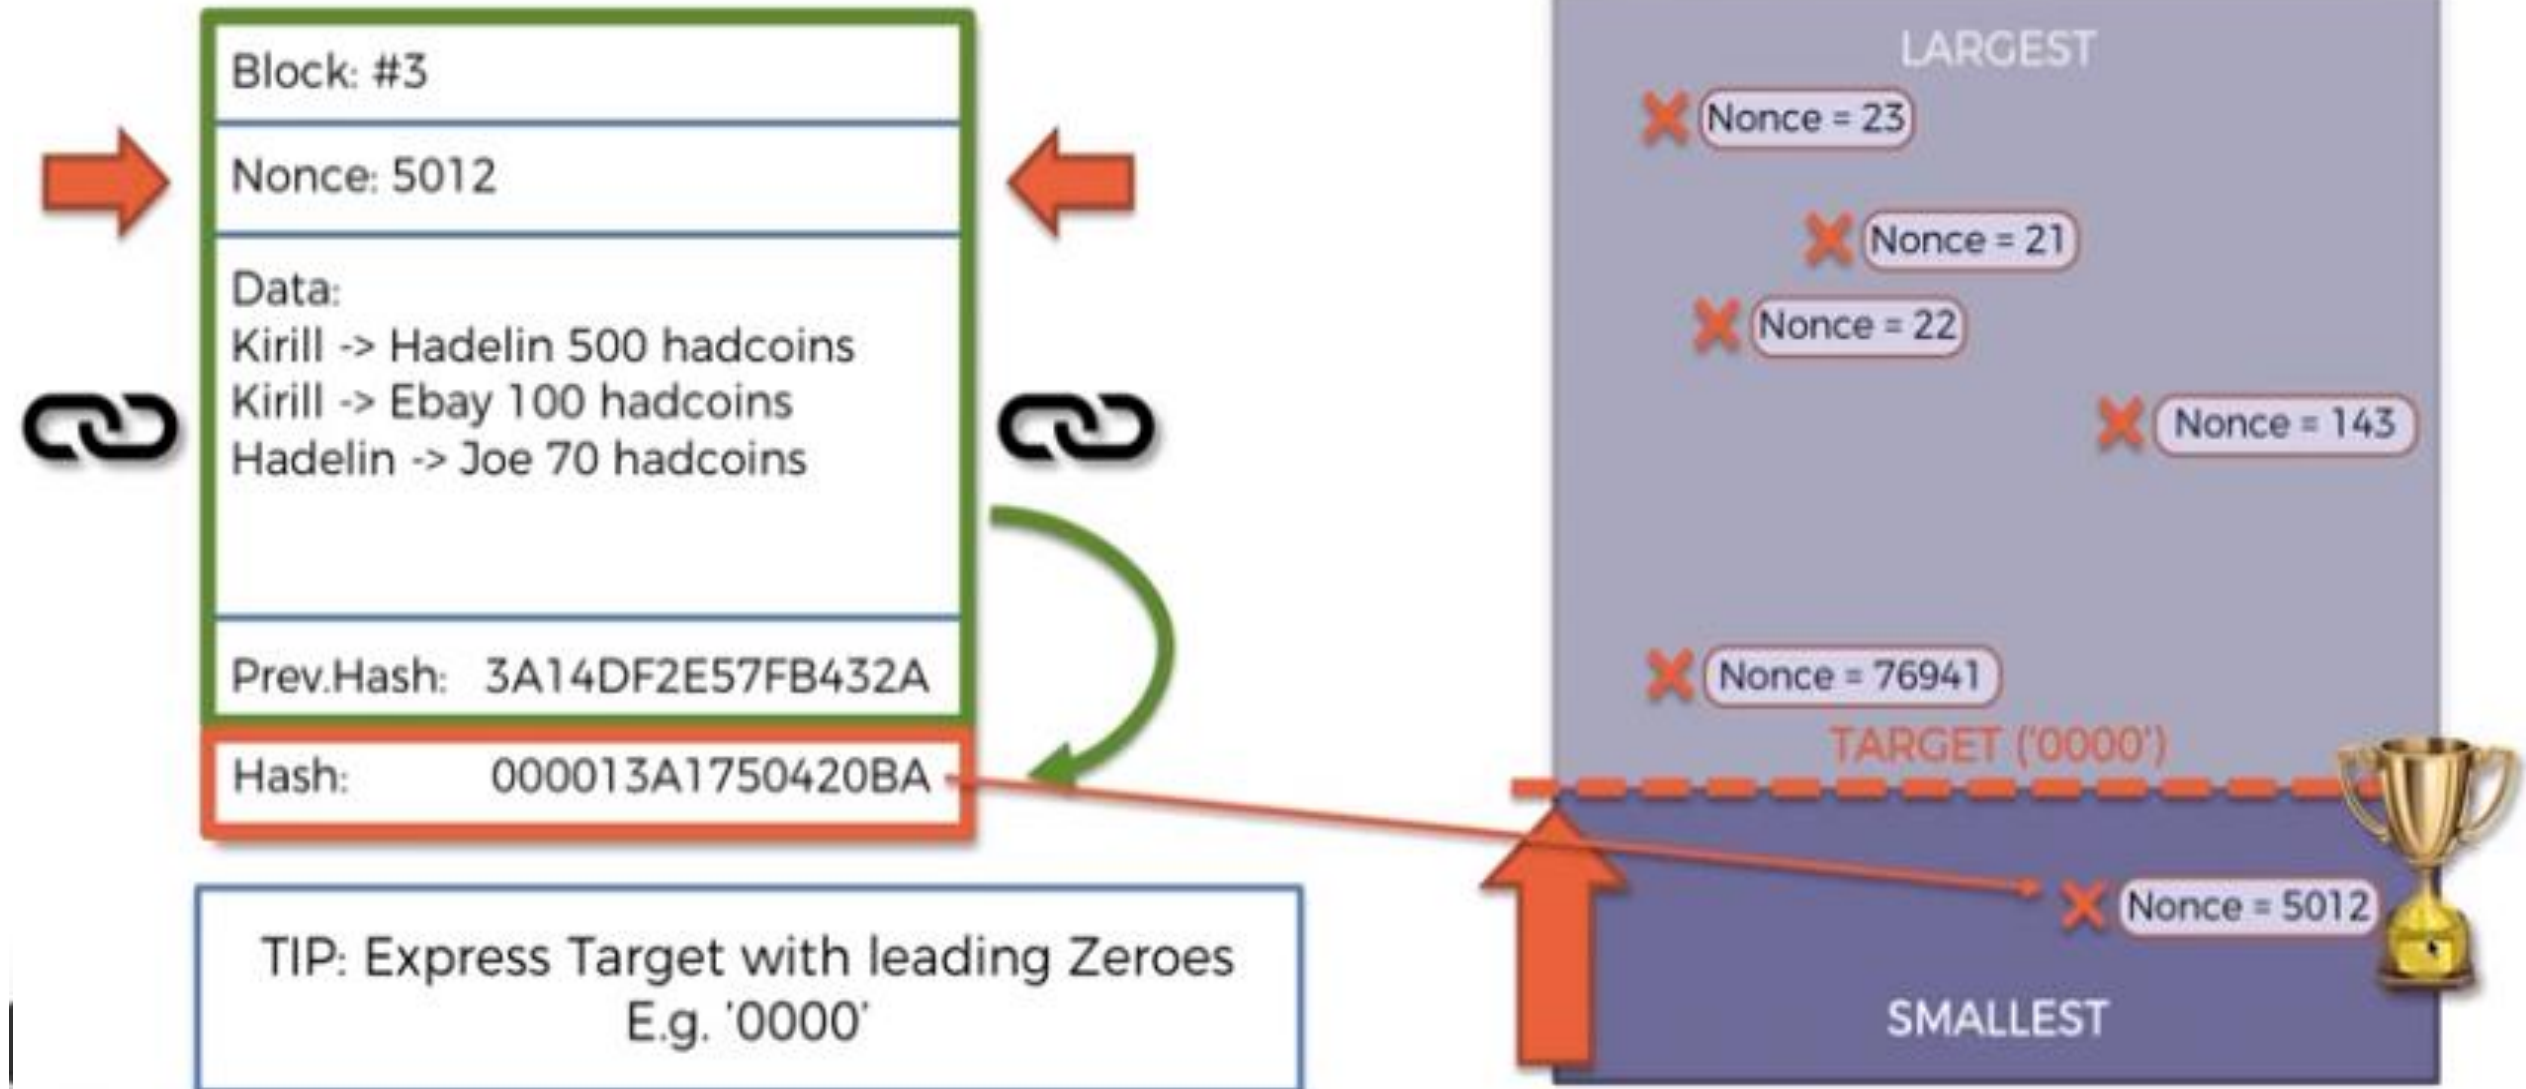 Block: #3
Nonce: 5012
Data:
Kirill -> Hadelin 500 hadcoins
Kirill -> Ebay 100 hadcoins
Hadelin -> Joe 70 hadcoins
Prev.Hash: 3A14DF2E57FB432A
Hash: 000013A1750420BA
TIP: Express Target with leading Zeroes
E.g. '0000'
LARGEST
Nonce = 23
Nonce = 21
Nonce = 22
Nonce = 143
Nonce = 76941
TARGET ('0000')
Nonce = 5012
SMALLEST